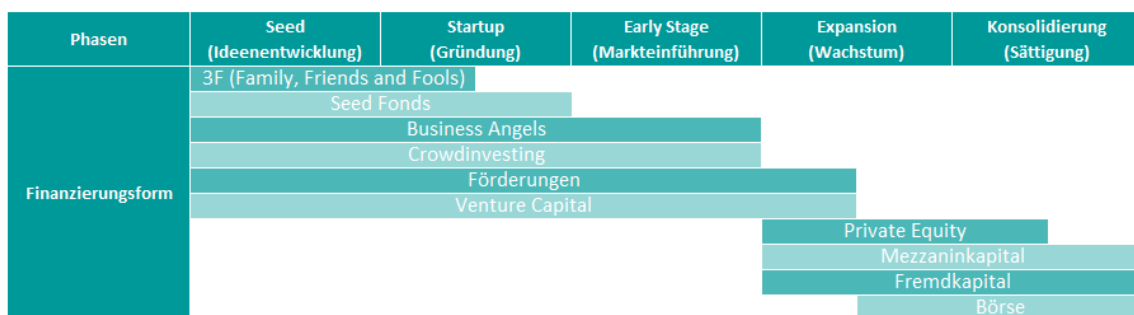 Phasen
Seed
(Ideenentwicklung)
Startup
(Gründung)
Early Stage
(Markteinführung)
Expansion
(Wachstum)
Konsolidierung
(Sättigung)
Finanzierungsform
3F (Family, Friends and Fools)
Seed Fonds
Business Angels
Crowdinvesting
Förderungen
Venture Capital
Private Equity
Mezzaninkapital
Fremdkapital
Börse